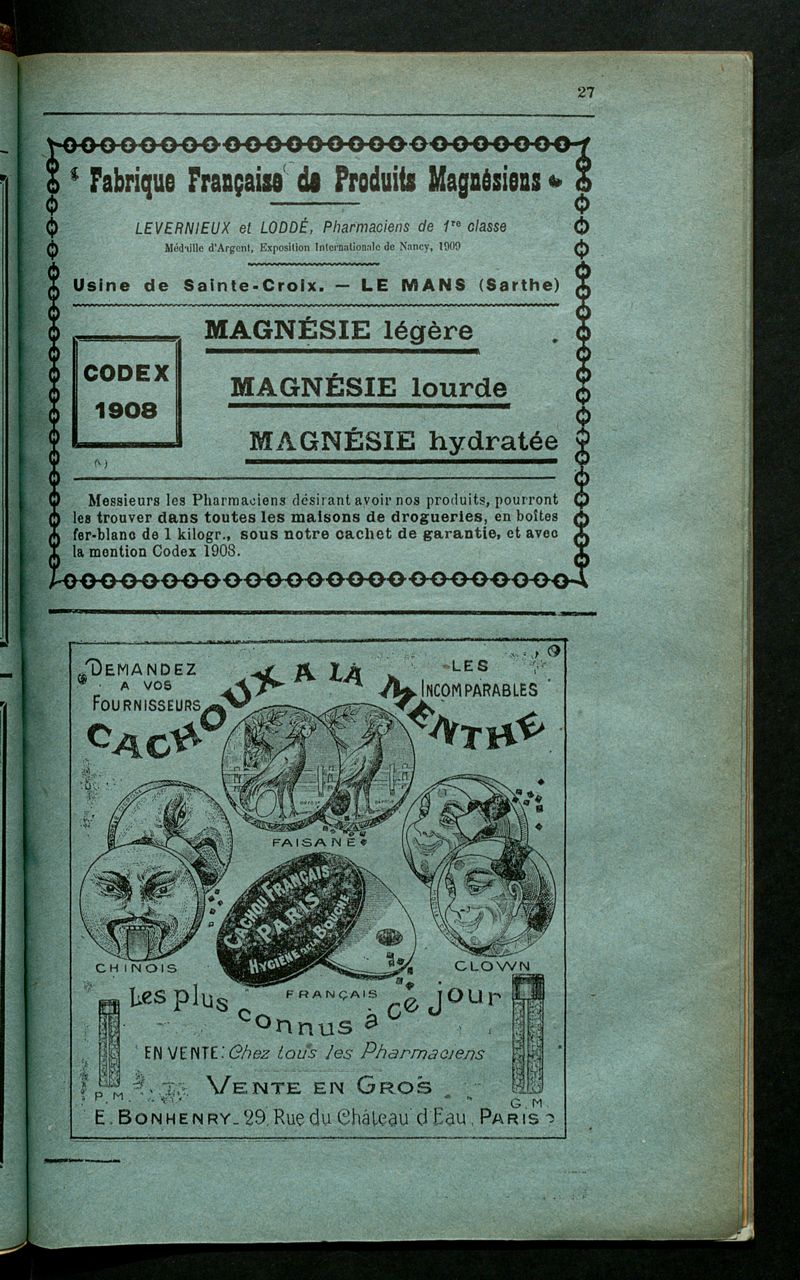 27
Fabrique Française de Produits Magnésiens
LEVERNIEUX et LODDÉ, Pharmaciens de 1re classe
Médaille d'Argent, Exposition Internationale de Nancy, 1909
Usine de Sainte-Croix. — LE MANS (Sarthe)
CODEX
1908
MAGNÉSIE légère
MAGNÉSIE lourde
MAGNÉSIE hydratée
Messieurs les Pharmaciens désirant avoir nos produits, pourront
les trouver dans toutes les maisons de drogueries, en boîtes
fer-blanc de 1 kilogr., sous notre cachet de garantie, et avec
la mention Codex 1908.
DEMANDEZ
A VOS
FOURNISSEURS
LES
INCOMPARABLES
CACHOUX A LA MENTHE
FAISANE
CHINOIS
CACHOU FRANÇAIS
PARIS
HYGIÈNE DE LA BOUCHE
FRANÇAIS
CLOWN
Les plus connus à ce jour
EN VENTE: Chez tous les Pharmaciens
VENTE EN GROS
P. M.
G. M.
E. BONHENRY_29, Rue du Château d'Eau, PARIS